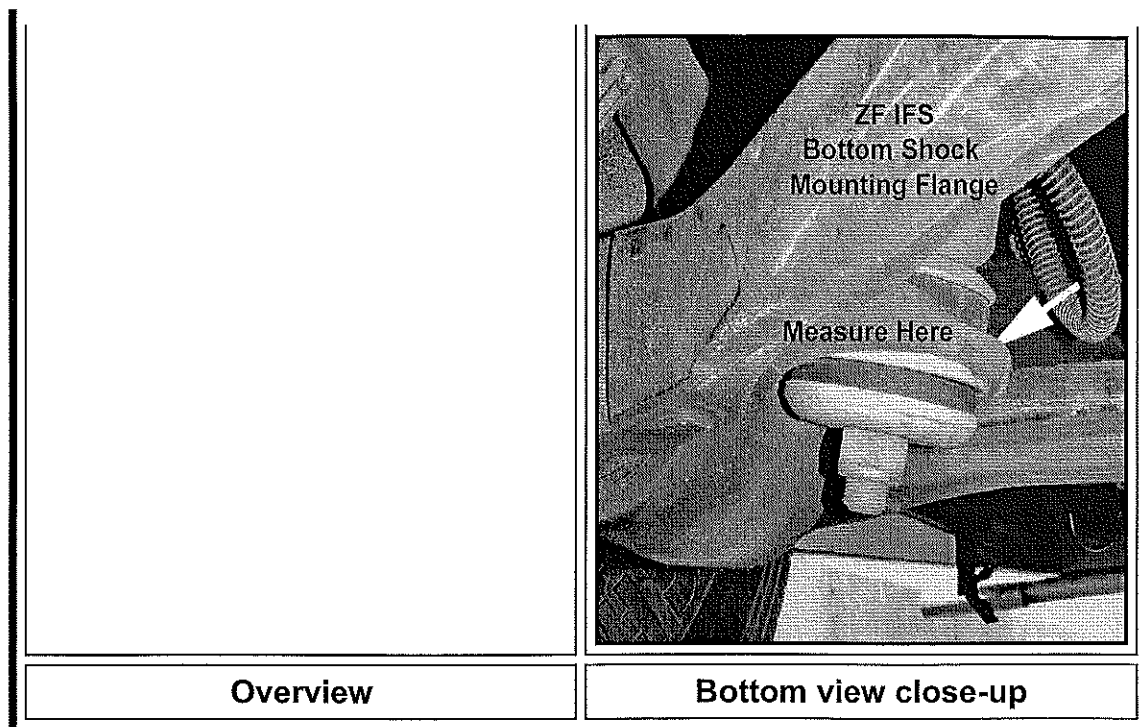 ZF IFS
Bottom Shock
Mounting Flange
Measure Here
Overview
Bottom view close-up